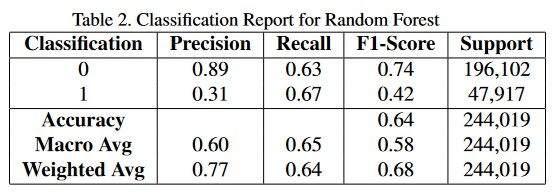 Table 2. Classification Report for Random Forest
Classification Precision Recall F1-Score Support
0 0.89 0.63 0.74 196,102
1 0.31 0.67 0.42 47,917
Accuracy 0.64 244,019
Macro Avg 0.60 0.65 0.58 244,019
Weighted Avg 0.77 0.64 0.68 244,019